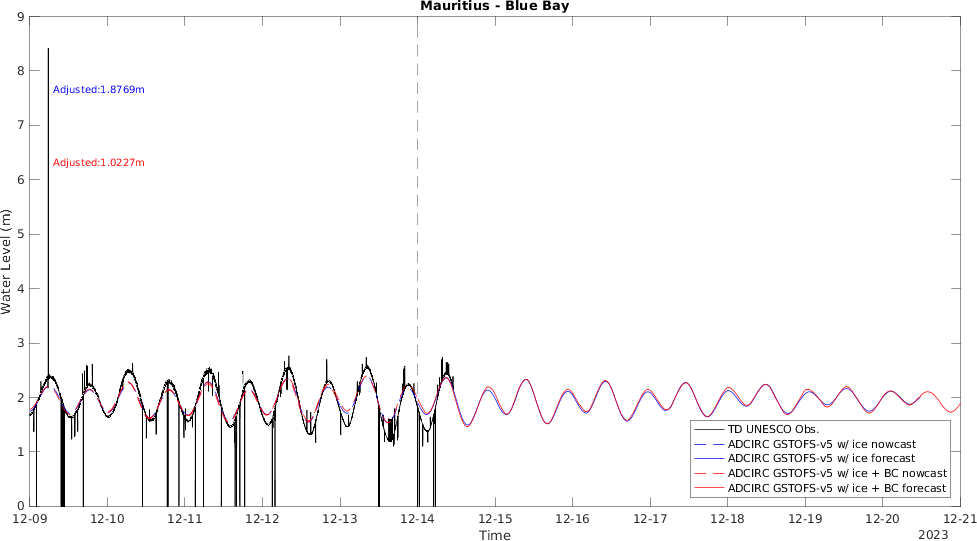 Mauritius - Blue Bay
9
8
7
6
5
4
3
2
1
0
Water Level (m)
Adjusted:1.8769m
Adjusted:1.0227m
TD UNESCO Obs.
ADCIRC GSTOFS-v5 w/ ice nowcast
ADCIRC GSTOFS-v5 w/ ice forecast
ADCIRC GSTOFS-v5 w/ ice + BC nowcast
ADCIRC GSTOFS-v5 w/ ice + BC forecast
12-09 12-10 12-11 12-12 12-13 12-14 12-15 12-16 12-17 12-18 12-19 12-20 12-21
Time
2023